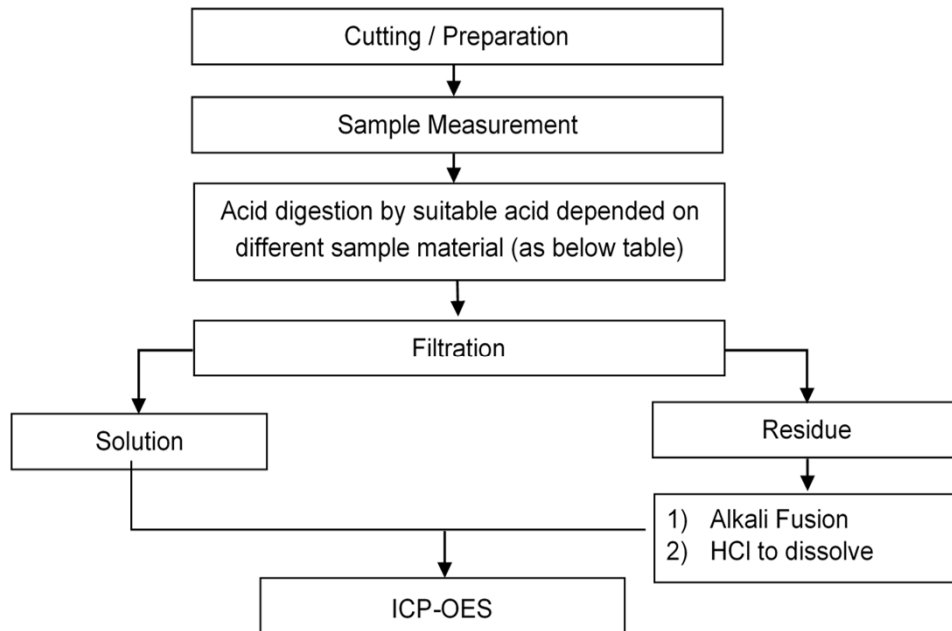 Cutting / Preparation
Sample Measurement
Acid digestion by suitable acid depended on
different sample material (as below table)
Filtration
Solution
Residue
1) Alkali Fusion
2) HCl to dissolve
ICP-OES